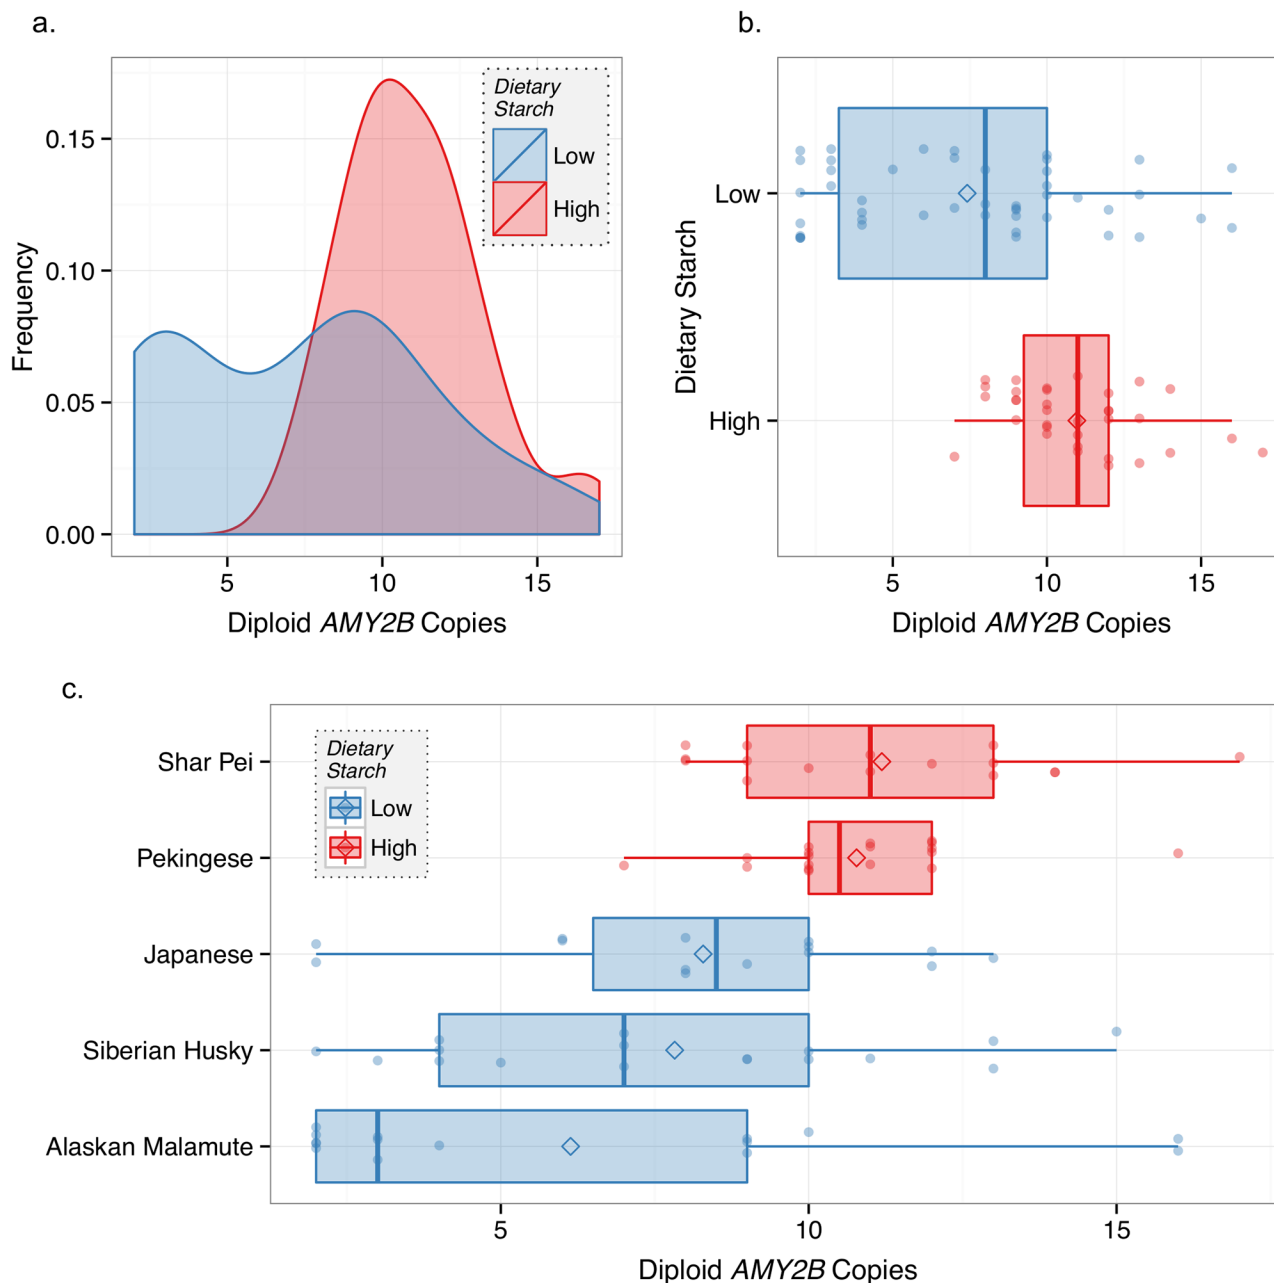 a.
Frequency
0.15
0.10
0.05
0.00
5 10 15
Diploid AMY2B Copies
Dietary
Starch
Low
High
b.
Dietary Starch
Low
High
5 10 15
Diploid AMY2B Copies
c.
Dietary
Starch
Low
High
Shar Pei
Pekingese
Japanese
Siberian Husky
Alaskan Malamute
5 10 15
Diploid AMY2B Copies